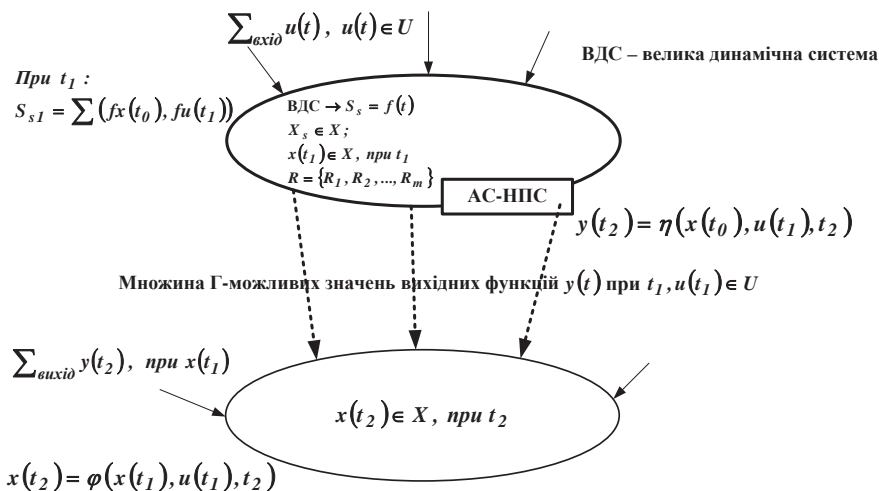 ∑вхід u(t), u(t)∈U
ВДС – велика динамічна система
При t1 :
Ss1 = ∑(fx(t0), fu(t1))
ВДС → Ss = f(t)
Xs ∈ X ;
x(t1)∈ X, при t1
R = {R1, R2, ..., Rm}
АС-НПС
y(t2) = η(x(t0), u(t1), t2)
Множина Г-можливих значень вихідних функцій y(t) при t1, u(t1)∈ U
∑вихід y(t2), при x(t1)
x(t2)∈ X, при t2
x(t2) = φ(x(t1), u(t1), t2)